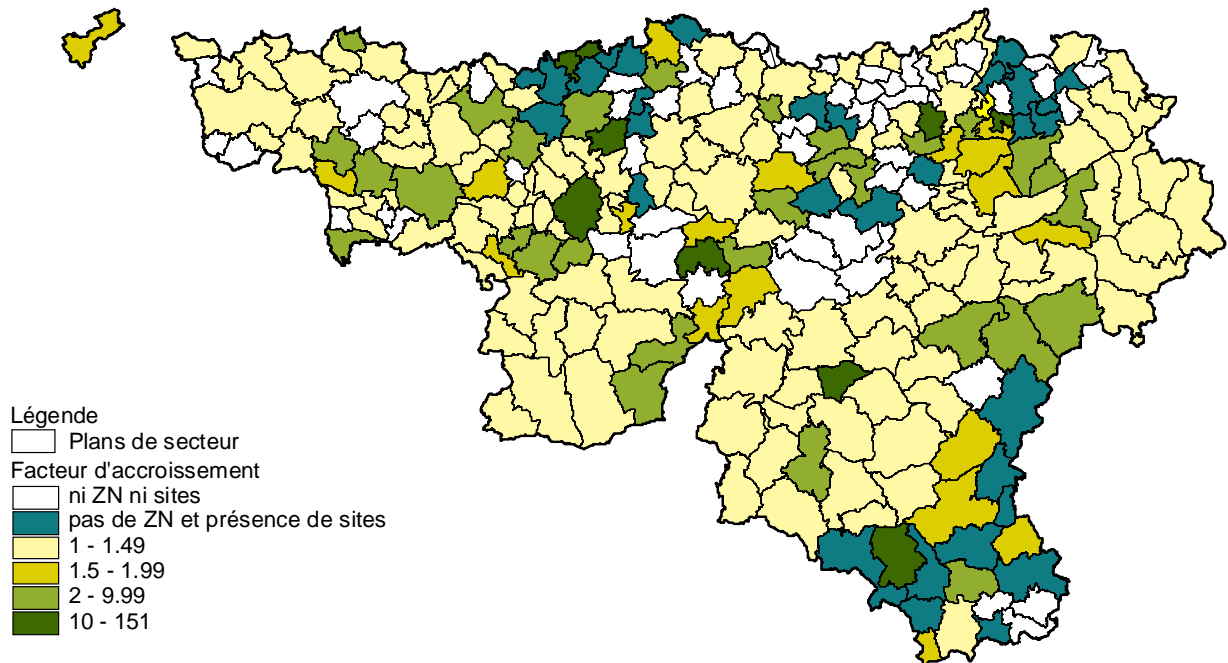 Légende
Plans de secteur
Facteur d'accroissement
ni ZN ni sites
pas de ZN et présence de sites
1 - 1.49
1.5 - 1.99
2 - 9.99
10 - 151